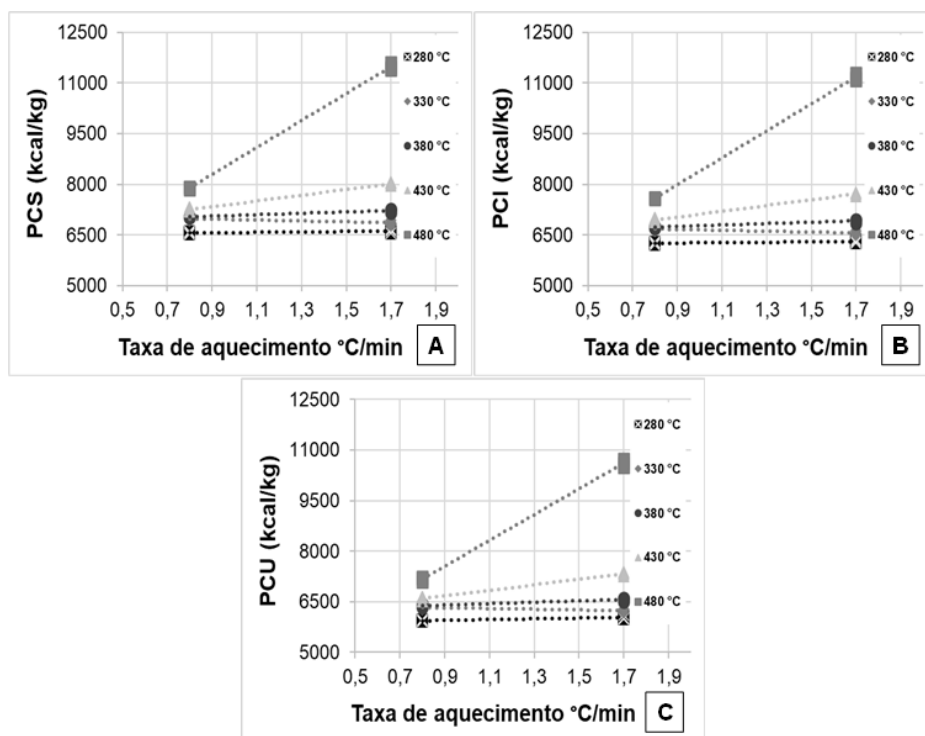 12500
11000
9500
8000
6500
5000
PCS (kcal/kg)
280 °C
330 °C
380 °C
430 °C
480 °C
0,5 0,7 0,9 1,1 1,3 1,5 1,7 1,9
Taxa de aquecimento °C/min
A
12500
11000
9500
8000
6500
5000
PCI (kcal/kg)
280 °C
330 °C
380 °C
430 °C
480 °C
0,5 0,7 0,9 1,1 1,3 1,5 1,7 1,9
Taxa de aquecimento °C/min
B
12500
11000
9500
8000
6500
5000
PCU (kcal/kg)
280 °C
330 °C
380 °C
430 °C
480 °C
0,5 0,7 0,9 1,1 1,3 1,5 1,7 1,9
Taxa de aquecimento °C/min
C